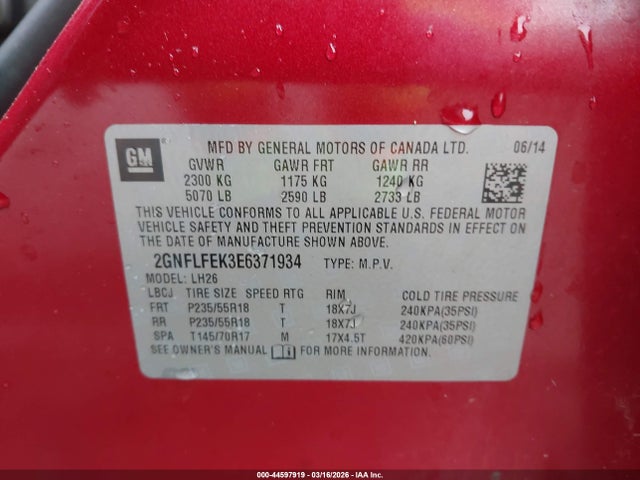 GM
MFD BY GENERAL MOTORS OF CANADA LTD. 06/14
GVWR GAWR FRT GAWR RR
2300 KG 1175 KG 1240 KG
5070 LB 2590 LB 2733 LB
THIS VEHICLE CONFORMS TO ALL APPLICABLE U.S. FEDERAL MOTOR
VEHICLE SAFETY AND THEFT PREVENTION STANDARDS IN EFFECT ON THE
DATE OF MANUFACTURE SHOWN ABOVE.
2GNFLFEK3E6371934 TYPE: M.P.V.
MODEL: LH26
LBCJ TIRE SIZE SPEED RTG RIM COLD TIRE PRESSURE
FRT P235/55R18 T 18X7J 240KPA(35PSI)
RR P235/55R18 T 18X7J 240KPA(35PSI)
SPA T145/70R17 M 17X4.5T 420KPA(60PSI)
SEE OWNER'S MANUAL FOR MORE INFORMATION.
000-44597919 | 03/16/2026 | IAA Inc.